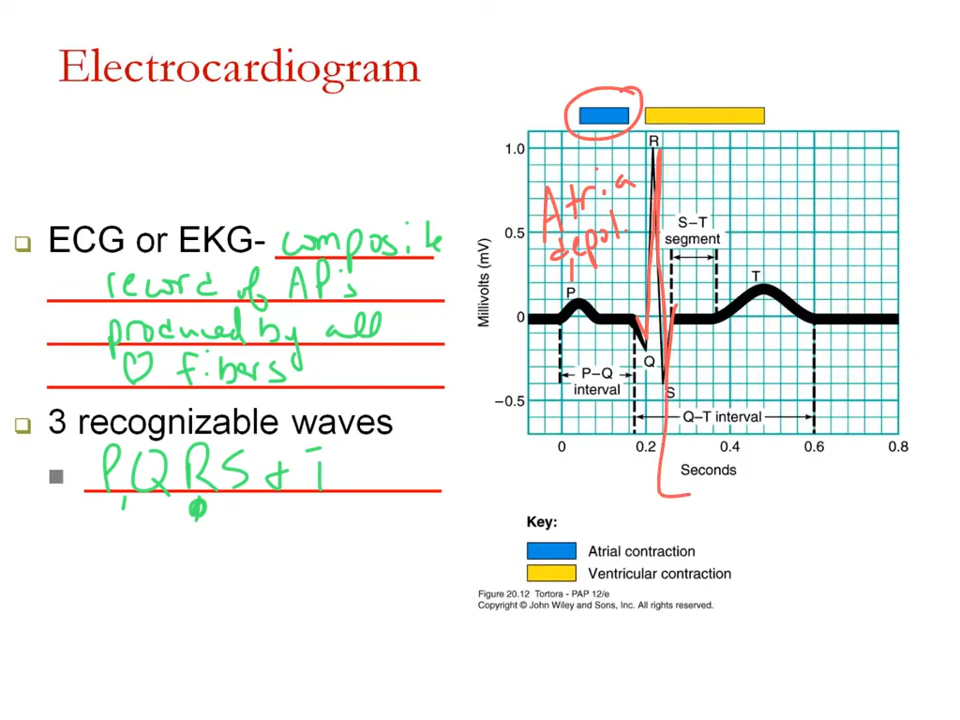 Electrocardiogram
ECG or EKG- composite
record of AP's
produced by all
♡ fibers
3 recognizable waves
P, QRS + T
1.0
0.5
0
-0.5
Millivolts (mV)
R
Atria
depol.
S–T
segment
P
T
Q
P–Q
interval
S
Q–T interval
0
0.2
0.4
0.6
0.8
Seconds
Key:
Atrial contraction
Ventricular contraction
Figure 20.12 Tortora - PAP 12/e
Copyright © John Wiley and Sons, Inc. All rights reserved.